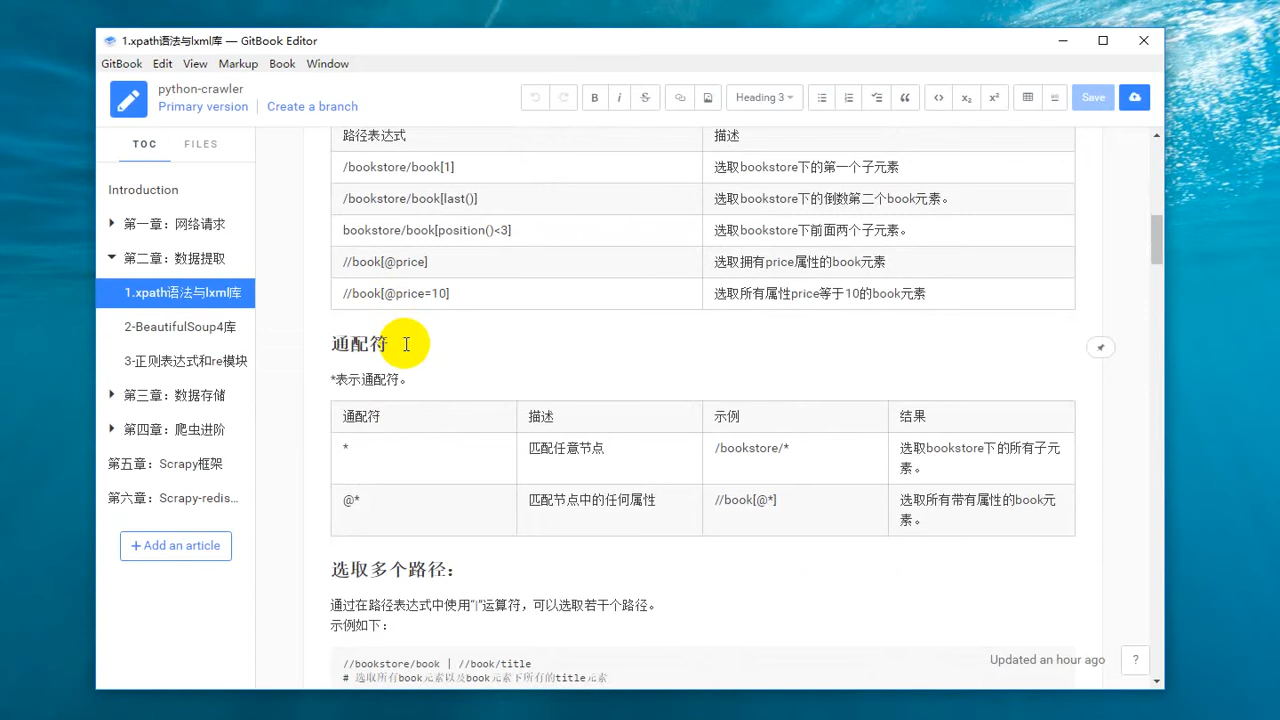 1.xpath语法与lxml库 — GitBook Editor
GitBook Edit View Markup Book Window
python-crawler
Primary version Create a branch
B i S Heading 3 x₂ x² Save
TOC FILES
Introduction
第一章：网络请求
第二章：数据提取
1.xpath语法与lxml库
2-BeautifulSoup4库
3-正则表达式和re模块
第三章：数据存储
第四章：爬虫进阶
第五章：Scrapy框架
第六章：Scrapy-redis...
+ Add an article
路径表达式 描述
/bookstore/book[1] 选取bookstore下的第一个子元素
/bookstore/book[last()] 选取bookstore下的倒数第二个book元素。
bookstore/book[position()<3] 选取bookstore下前面两个子元素。
//book[@price] 选取拥有price属性的book元素
//book[@price=10] 选取所有属性price等于10的book元素
通配符
*表示通配符。
通配符 描述 示例 结果
* 匹配任意节点 /bookstore/* 选取bookstore下的所有子元
素。
@* 匹配节点中的任何属性 //book[@*] 选取所有带有属性的book元
素。
选取多个路径：
通过在路径表达式中使用“|”运算符，可以选取若干个路径。
示例如下：
//bookstore/book | //book/title
# 选取所有book元素以及book元素下所有的title元素
Updated an hour ago ?